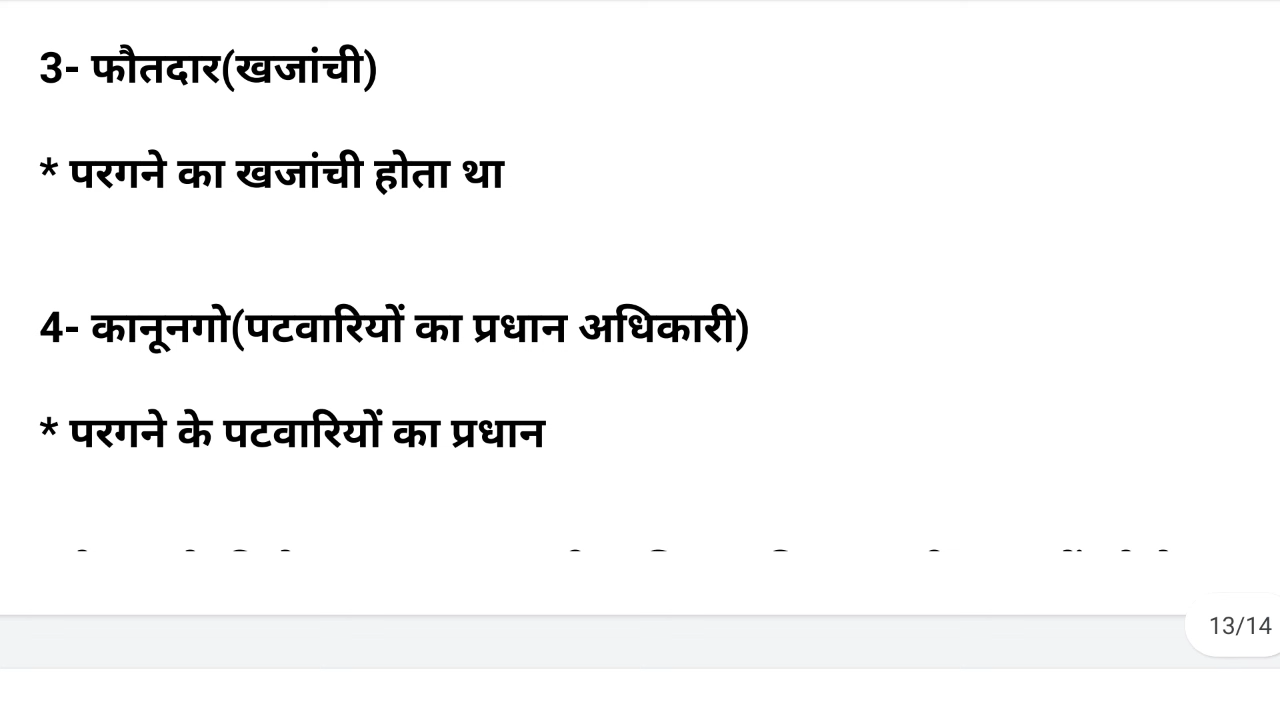 3- फौतदार(खजांची)
* परगने का खजांची होता था
4- कानूनगो(पटवारियों का प्रधान अधिकारी)
* परगने के पटवारियों का प्रधान
13/14